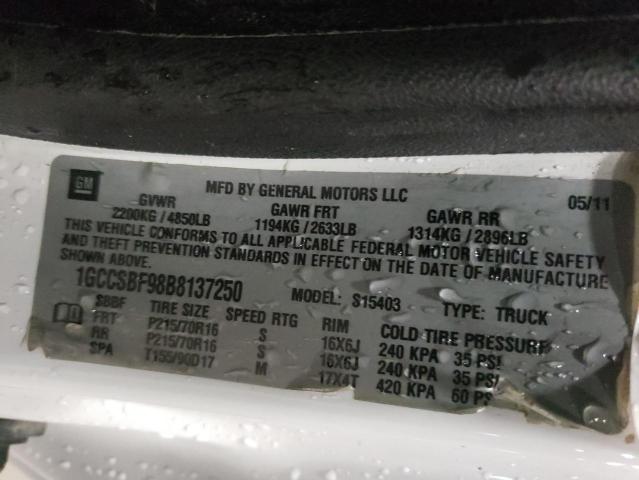 GM MFD BY GENERAL MOTORS LLC 05/11
GVWR GAWR FRT GAWR RR
2200KG / 4850LB 1194KG / 2633LB 1314KG / 2896LB
THIS VEHICLE CONFORMS TO ALL APPLICABLE FEDERAL MOTOR VEHICLE SAFETY
AND THEFT PREVENTION STANDARDS IN EFFECT ON THE DATE OF MANUFACTURE
1GCCSBF98B8137250 MODEL: S15403 TYPE: TRUCK
SBBF TIRE SIZE SPEED RTG RIM COLD TIRE PRESSURE
FRT P215/70R16 S 16X6J 240 KPA 35 PSI
RR P215/70R16 S 16X6J 240 KPA 35 PSI
SPA T155/90D17 M 17X4T 420 KPA 60 PSI